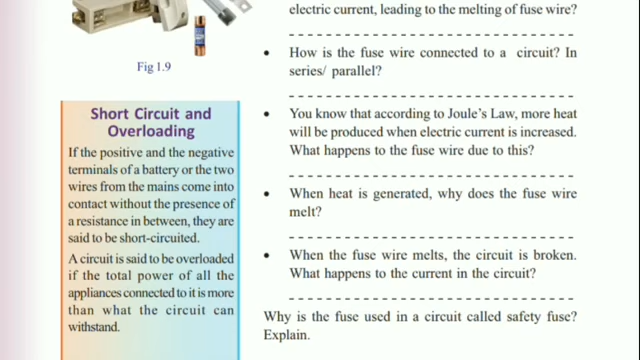 Fig 1.9
Short Circuit and
Overloading
If the positive and the negative
terminals of a battery or the two
wires from the mains come into
contact without the presence of
a resistance in between, they are
said to be short-circuited.
A circuit is said to be overloaded
if the total power of all the
appliances connected to it is more
than what the circuit can
withstand.
electric current, leading to the melting of fuse wire?
• How is the fuse wire connected to a circuit? In
series/ parallel?
• You know that according to Joule's Law, more heat
will be produced when electric current is increased.
What happens to the fuse wire due to this?
• When heat is generated, why does the fuse wire
melt?
• When the fuse wire melts, the circuit is broken.
What happens to the current in the circuit?
Why is the fuse used in a circuit called safety fuse?
Explain.